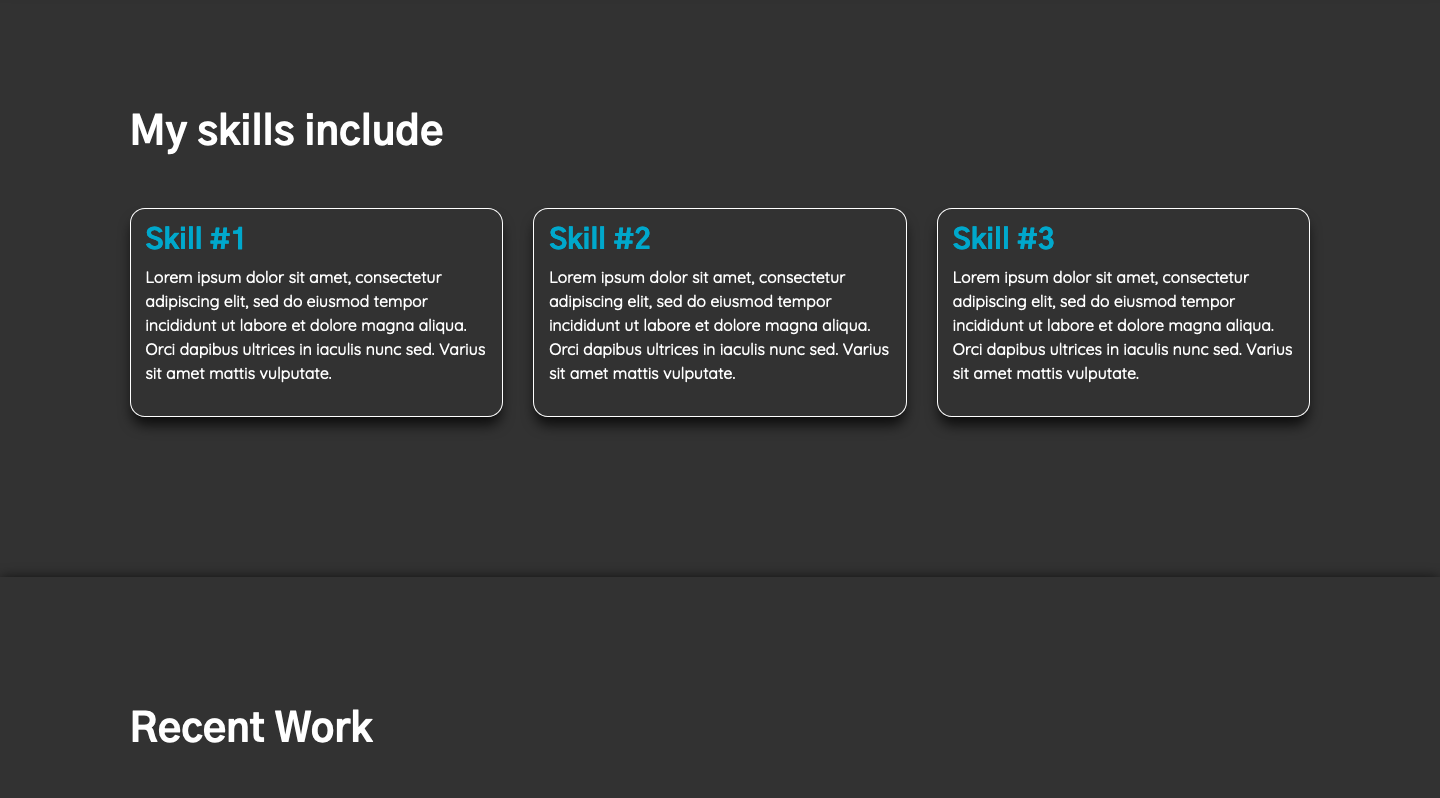 My skills include
Skill #1
Lorem ipsum dolor sit amet, consectetur
adipiscing elit, sed do eiusmod tempor
incididunt ut labore et dolore magna aliqua.
Orci dapibus ultrices in iaculis nunc sed. Varius
sit amet mattis vulputate.
Skill #2
Lorem ipsum dolor sit amet, consectetur
adipiscing elit, sed do eiusmod tempor
incididunt ut labore et dolore magna aliqua.
Orci dapibus ultrices in iaculis nunc sed. Varius
sit amet mattis vulputate.
Skill #3
Lorem ipsum dolor sit amet, consectetur
adipiscing elit, sed do eiusmod tempor
incididunt ut labore et dolore magna aliqua.
Orci dapibus ultrices in iaculis nunc sed. Varius
sit amet mattis vulputate.
Recent Work